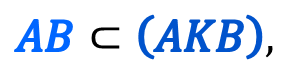 AB ⊂ (AKB),